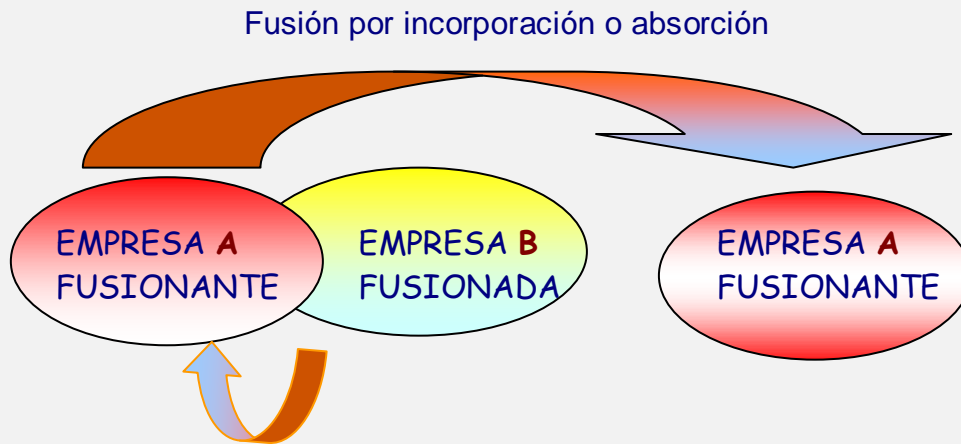 Fusión por incorporación o absorción
EMPRESA A
FUSIONANTE
EMPRESA B
FUSIONADA
EMPRESA A
FUSIONANTE